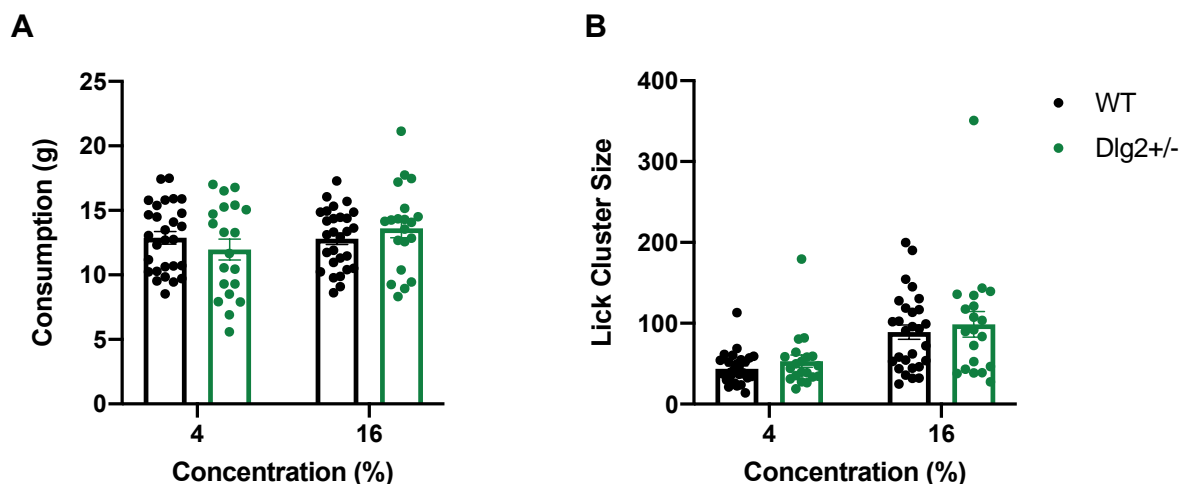 A
Consumption (g)
25
20
15
10
5
0
4
16
Concentration (%)
B
Lick Cluster Size
400
300
200
100
0
4
16
Concentration (%)
WT
Dlg2+/-